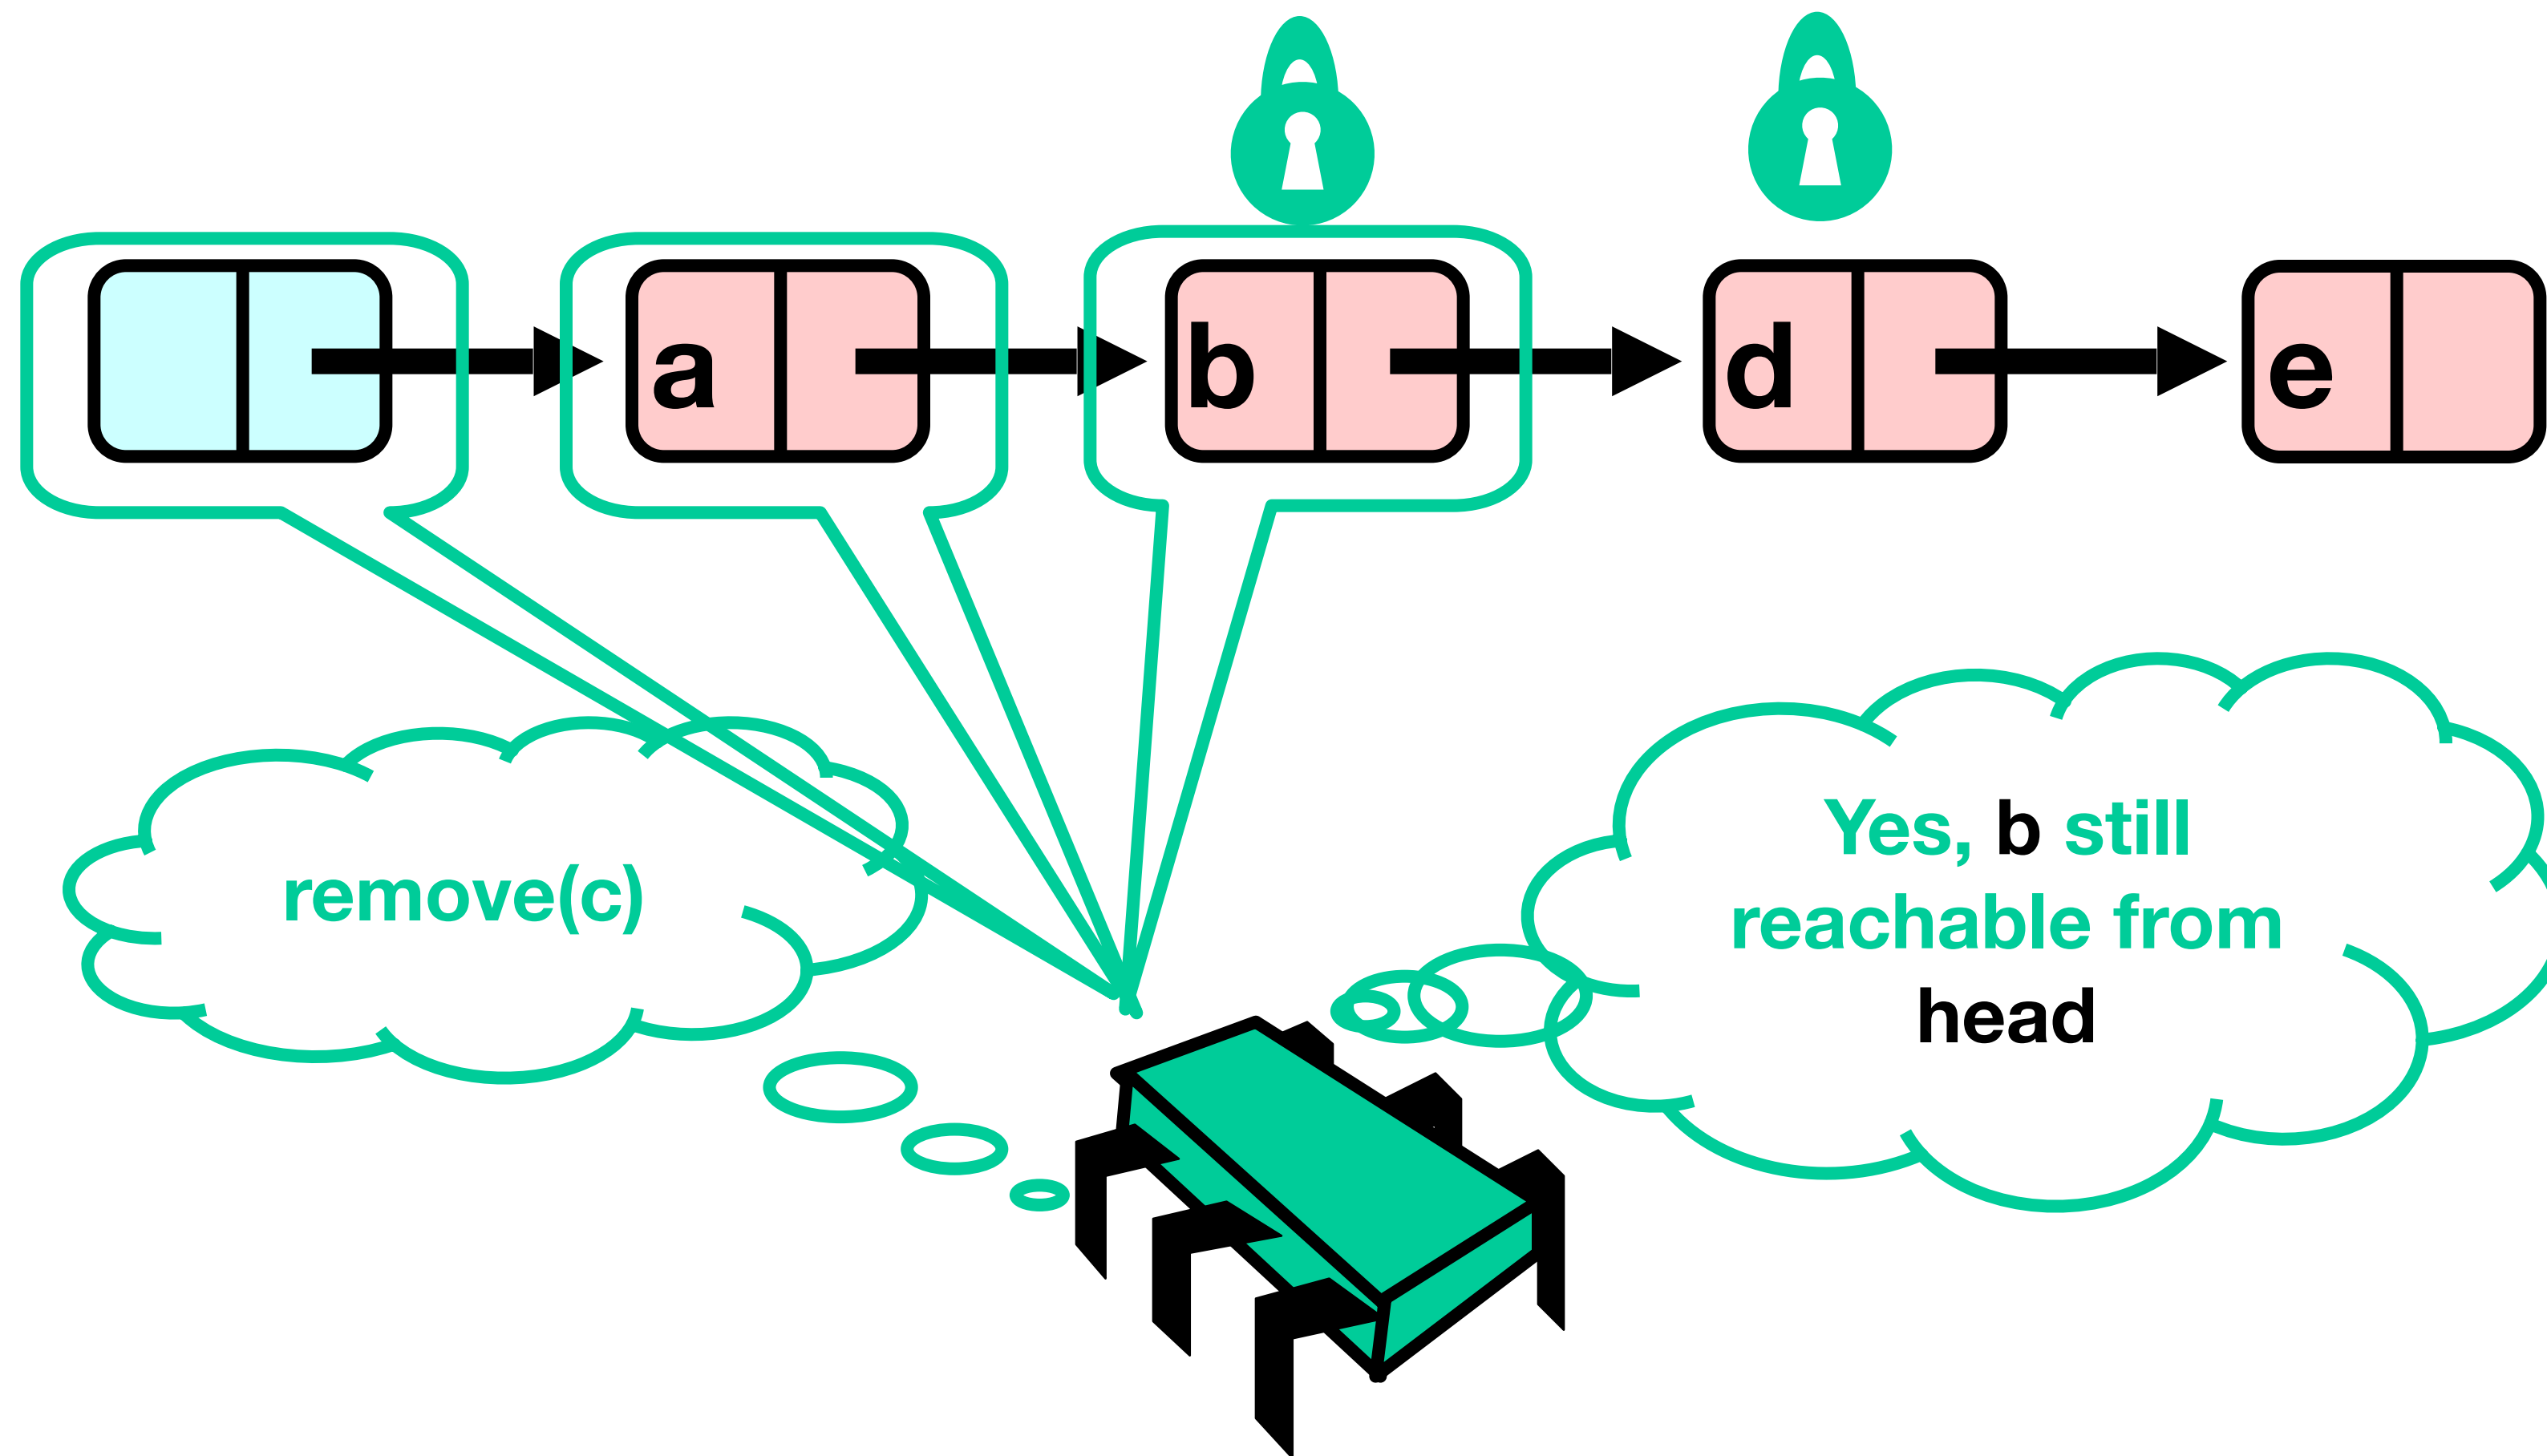 a b d e
remove(c)
Yes, b still
reachable from
head